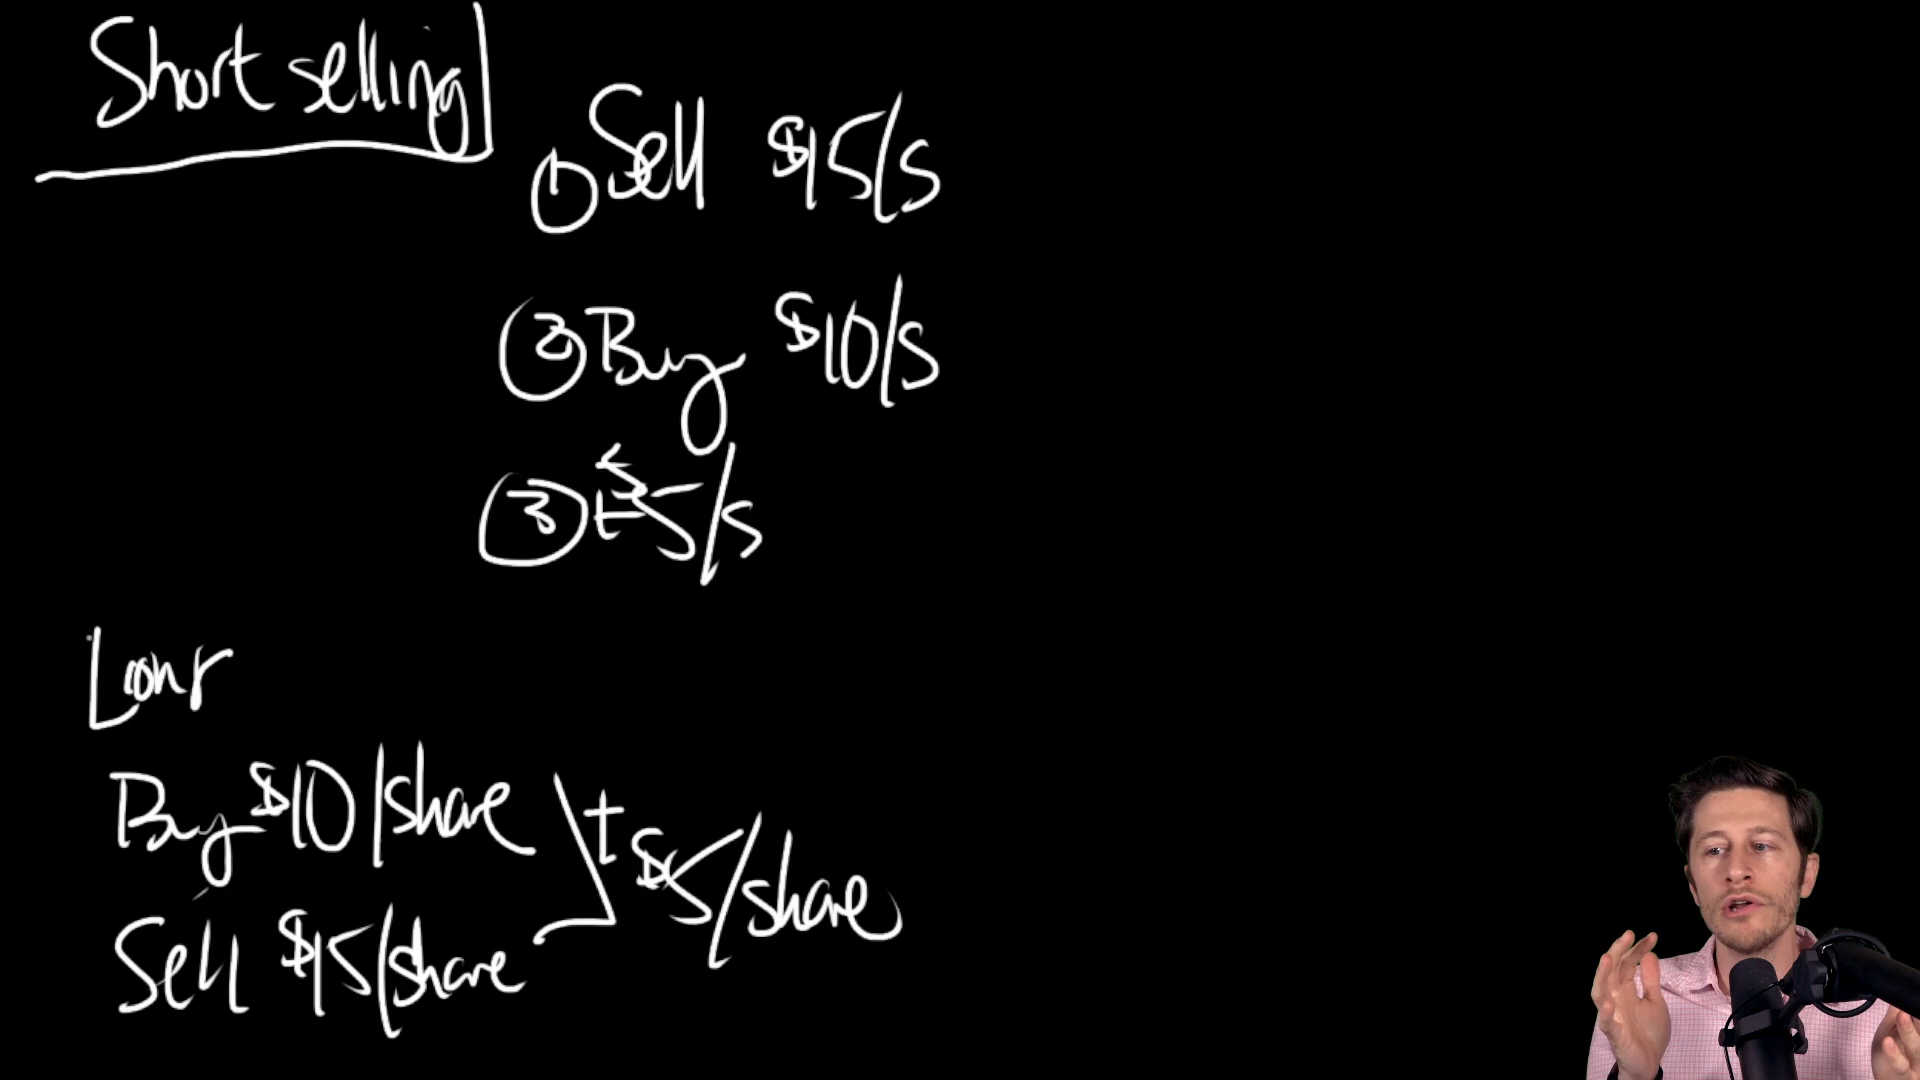 Short selling
① Sell $15/s
② Buy $10/s
③ +$5/s
Long
Buy $10/share
+$5/share
Sell $15/share